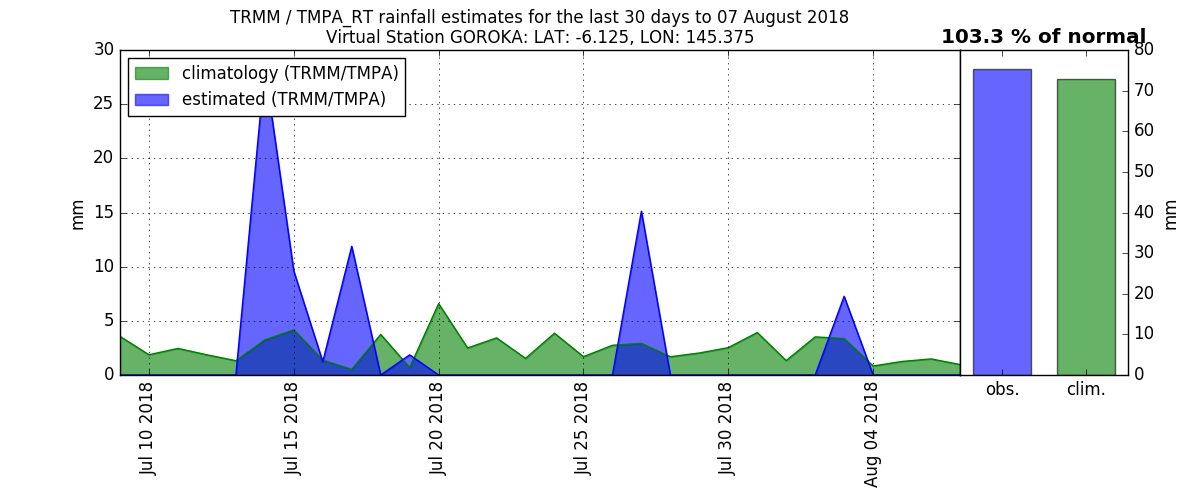 TRMM / TMPA_RT rainfall estimates for the last 30 days to 07 August 2018
Virtual Station GOROKA: LAT: -6.125, LON: 145.375
103.3 % of normal
climatology (TRMM/TMPA)
estimated (TRMM/TMPA)
30
25
20
15
10
5
0
mm
Jul 10 2018
Jul 15 2018
Jul 20 2018
Jul 25 2018
Jul 30 2018
Aug 04 2018
80
70
60
50
40
30
20
10
0
mm
obs.
clim.